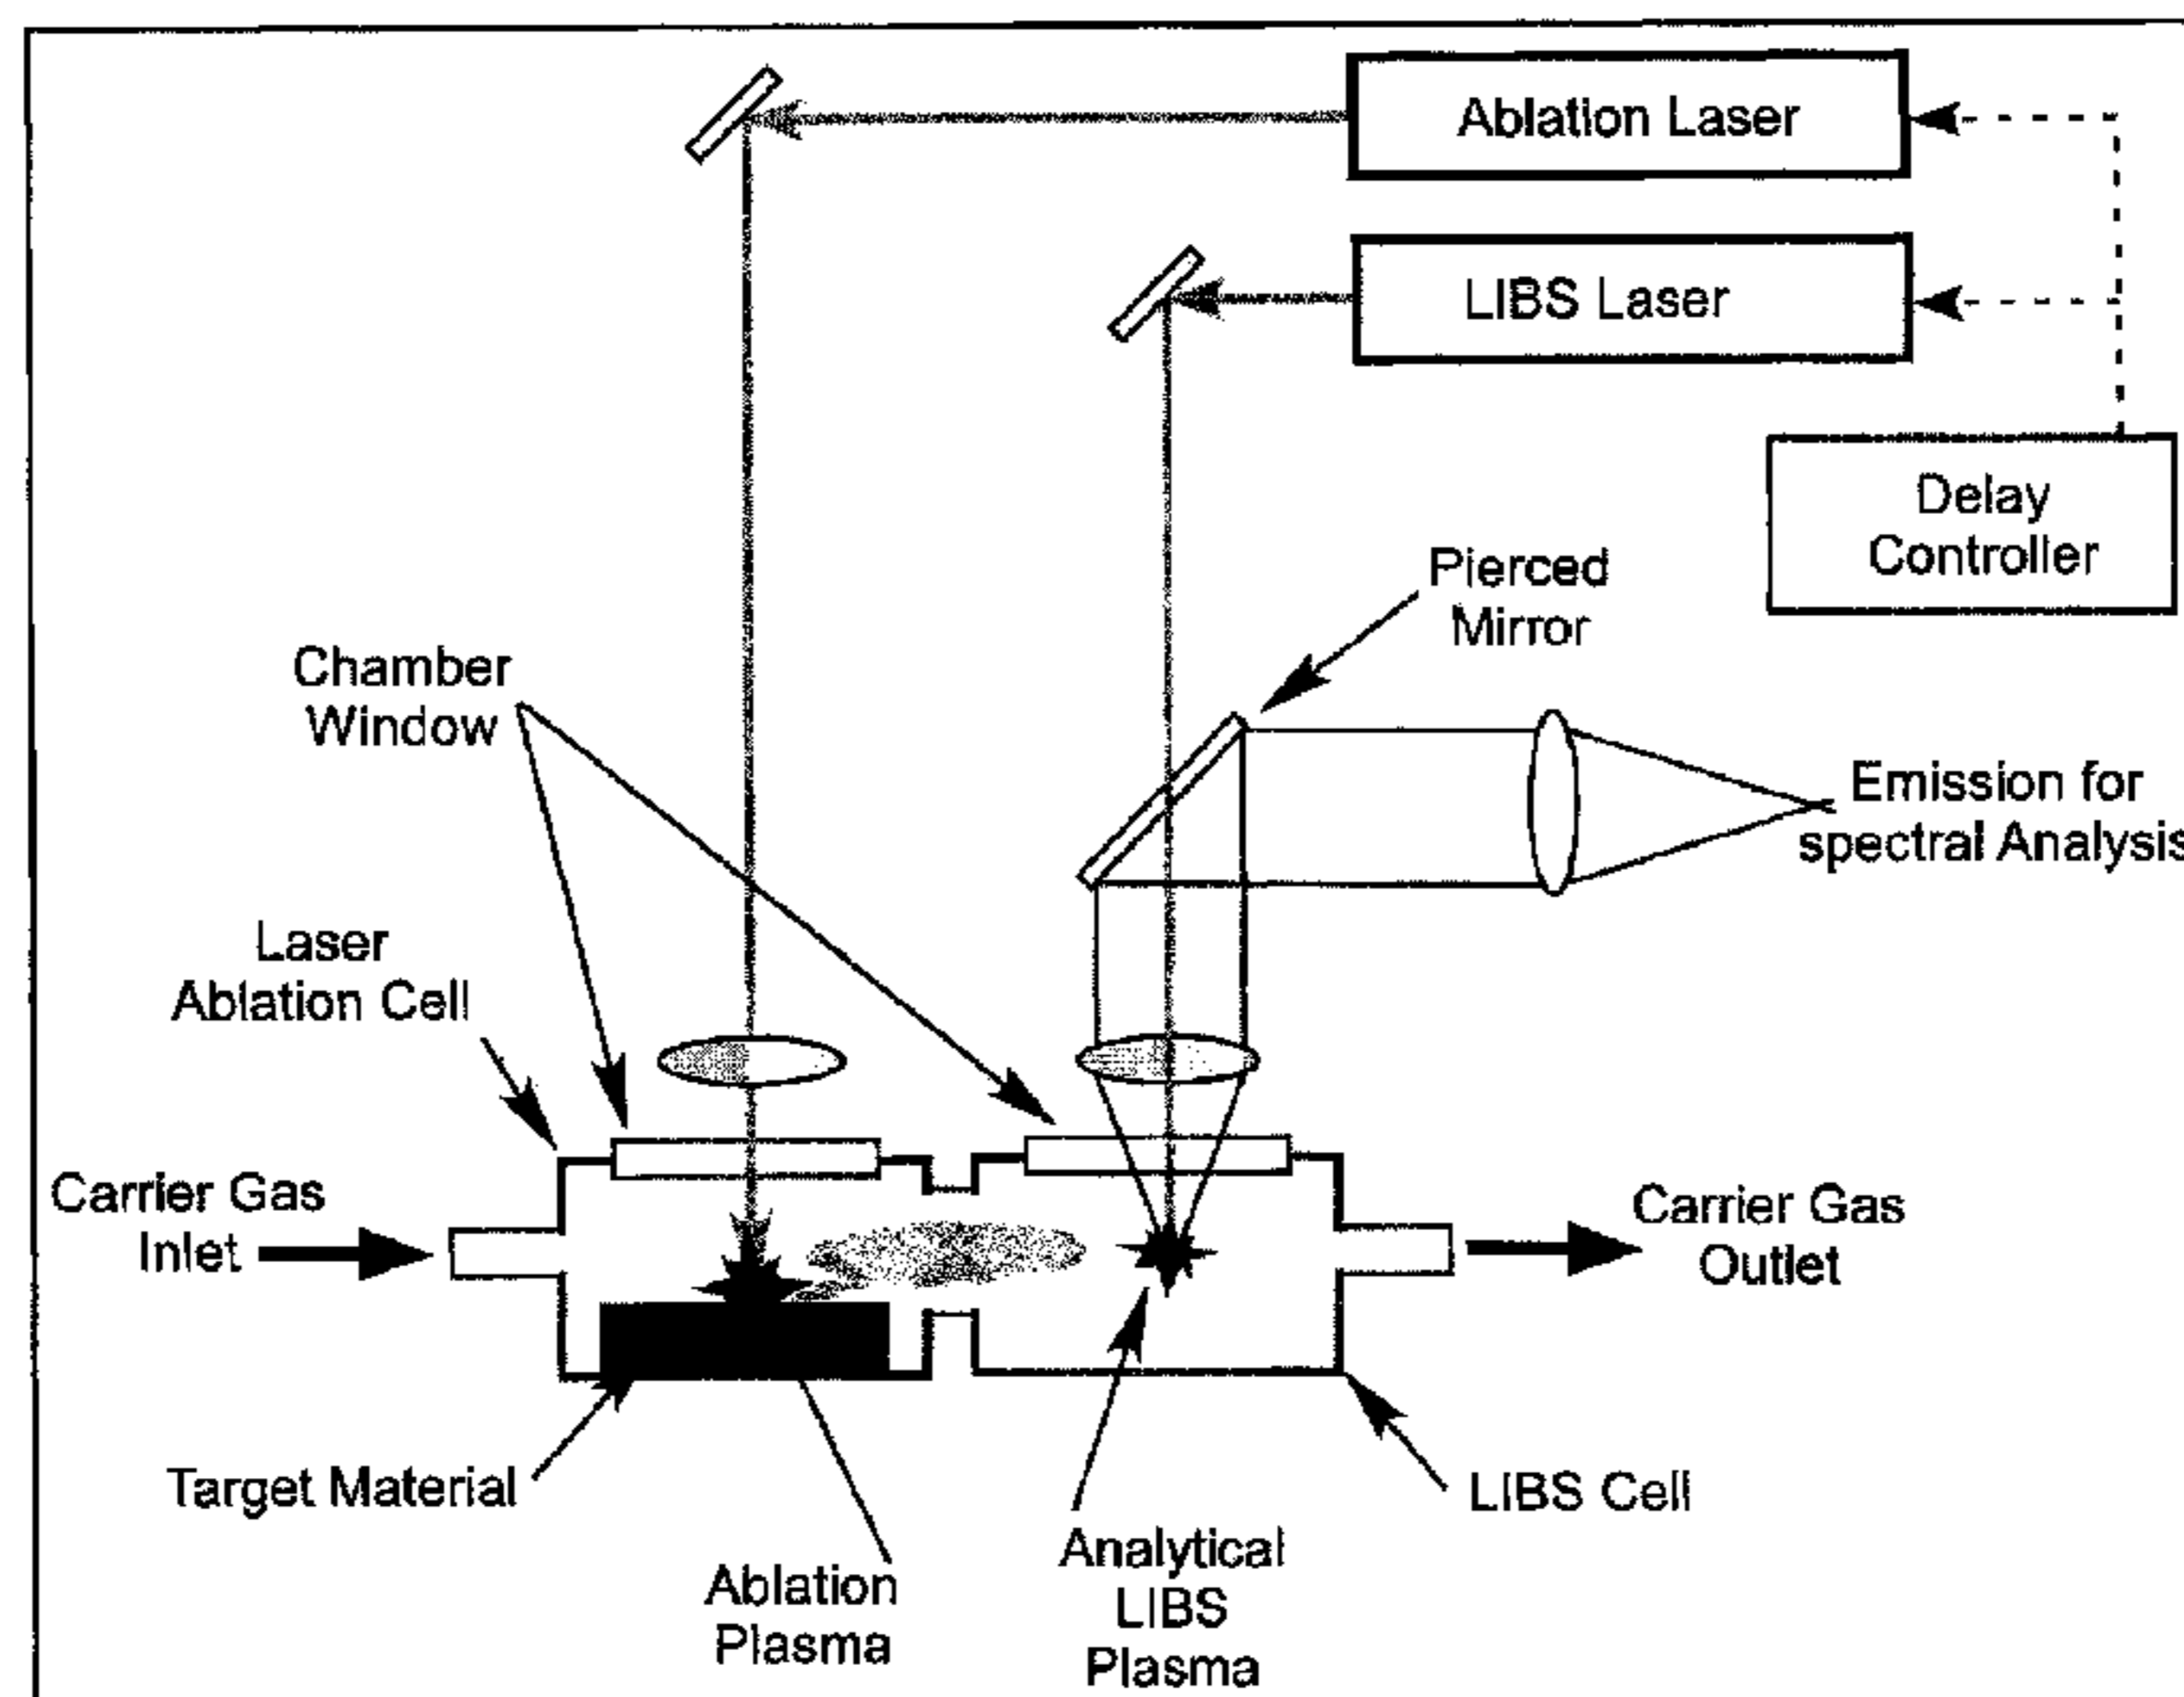 Ablation Laser
LIBS Laser
Delay
Controller
Pierced
Mirror
Chamber
Window
Emission for
spectral Analysis
Laser
Ablation Cell
Carrier Gas
Inlet
Carrier Gas
Outlet
Target Material
LIBS Cell
Ablation
Plasma
Analytical
LIBS
Plasma